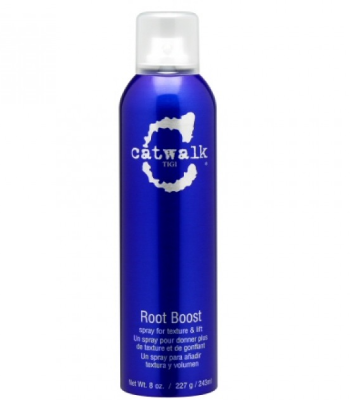 catwalk
TIGI
Root Boost
spray for texture & lift
Un spray pour donner plus
de texture et de gonflant
Un spray para añadir
textura y volumen
Net Wt. 8 oz. / 227 g / 243ml